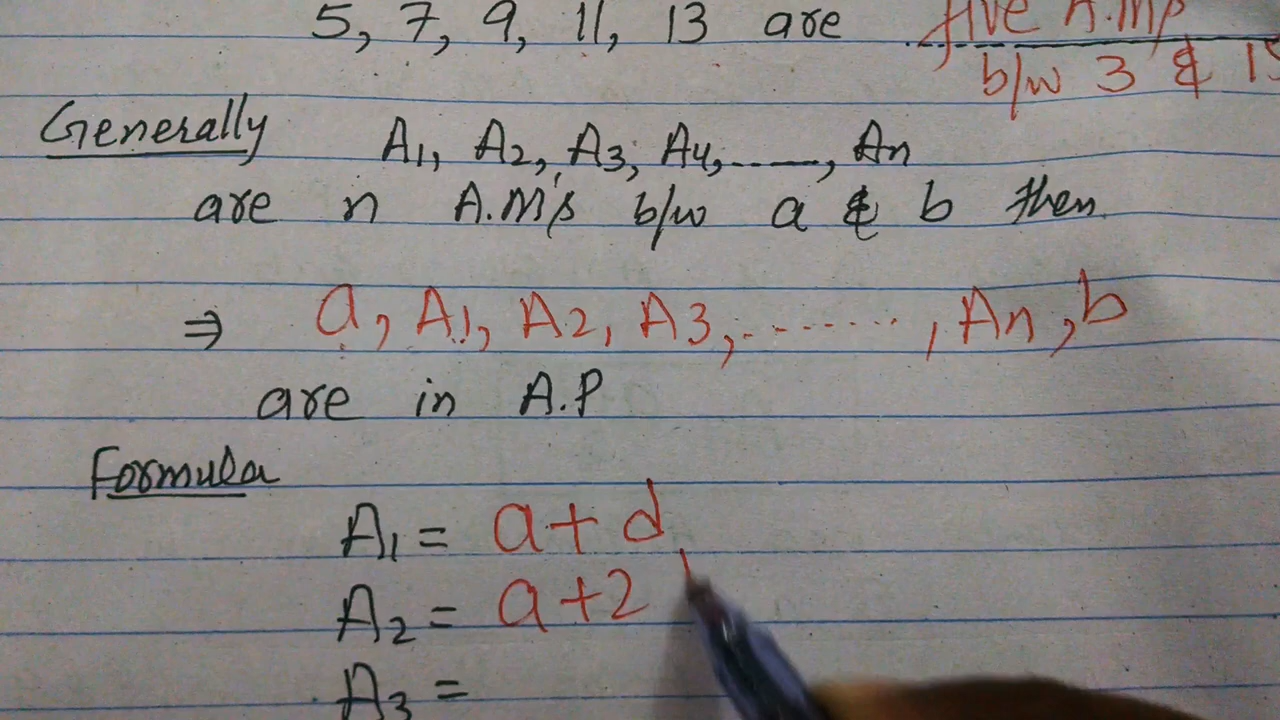 5, 7, 9, 11, 13 are five A.M's
b/w 3 & 15
Generally A1, A2, A3, A4, ......, An
are n A.M's b/w a & b then
⇒ a, A1, A2, A3, ........, An, b
are in A.P
Formula
A1 = a + d
A2 = a + 2
A3 =